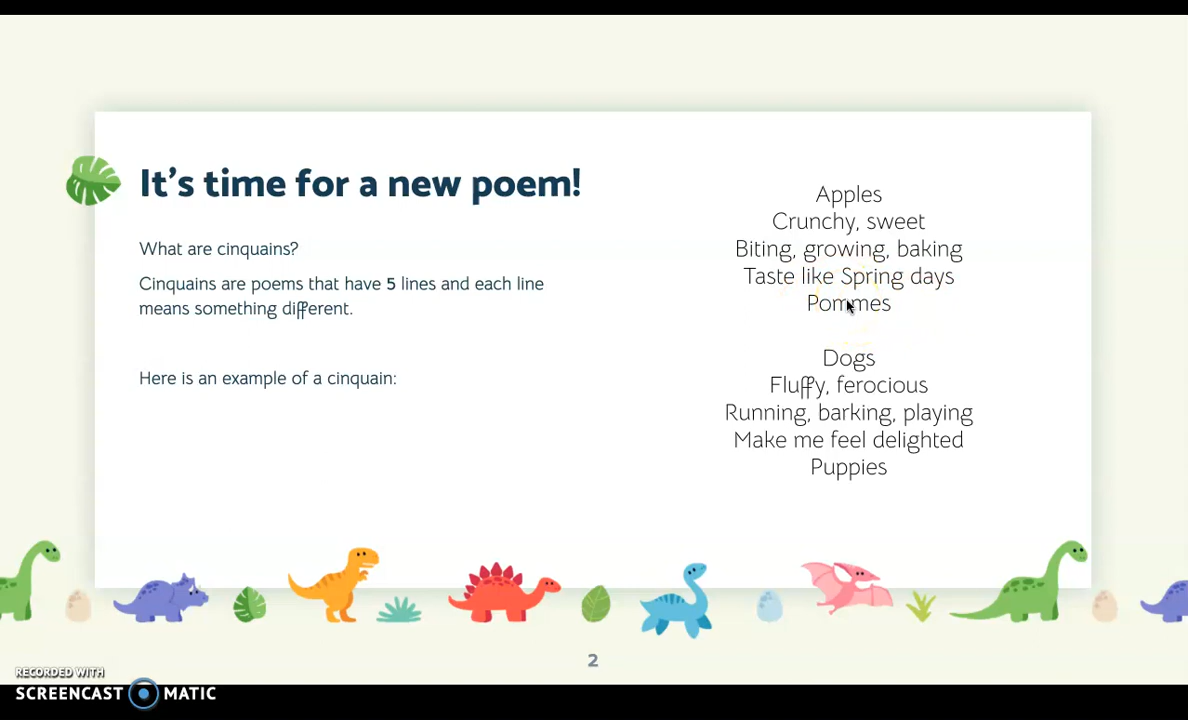 It's time for a new poem!
What are cinquains?
Cinquains are poems that have 5 lines and each line
means something different.
Here is an example of a cinquain:
Apples
Crunchy, sweet
Biting, growing, baking
Taste like Spring days
Pommes
Dogs
Fluffy, ferocious
Running, barking, playing
Make me feel delighted
Puppies
2
RECORDED WITH
SCREENCAST MATIC